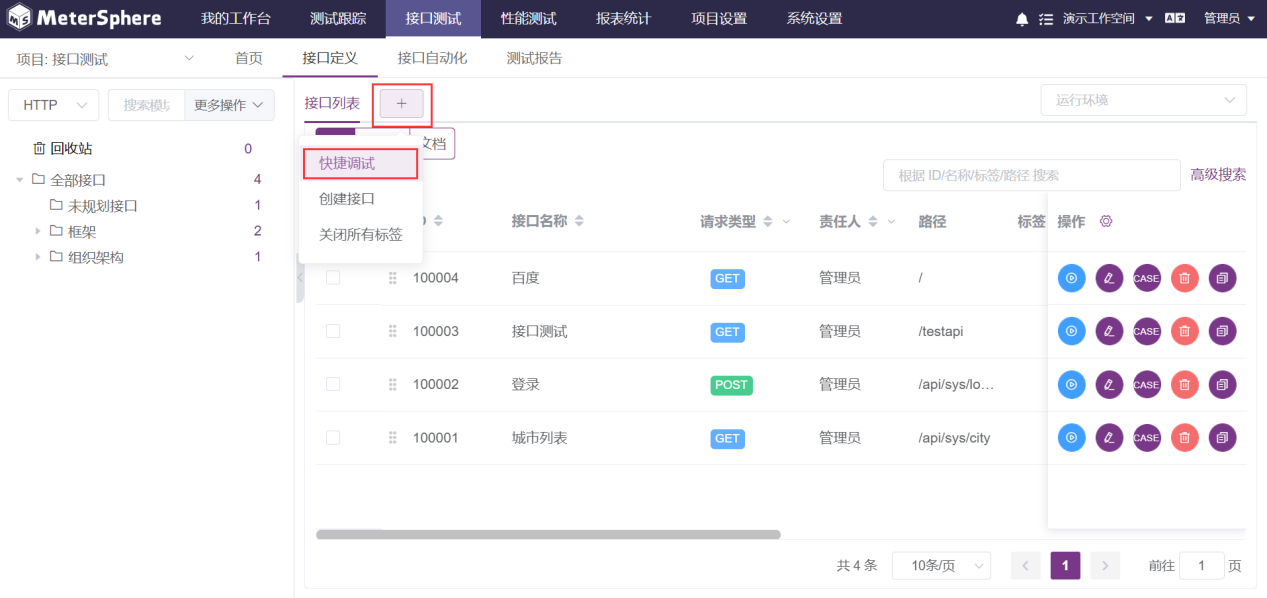 MeterSphere 我的工作台 测试跟踪 接口测试 性能测试 报表统计 项目设置 系统设置 演示工作空间 管理员
项目: 接口测试 首页 接口定义 接口自动化 测试报告
HTTP 搜索模块 更多操作 接口列表 + 运行环境
文档
回收站 0
快捷调试
根据 ID/名称/标签/路径 搜索 高级搜索
全部接口 4
创建接口
未规划接口 1
接口名称 请求类型 责任人 路径 标签 操作
框架 2
关闭所有标签
组织架构 1
100004 百度 GET 管理员 / CASE
100003 接口测试 GET 管理员 /testapi CASE
100002 登录 POST 管理员 /api/sys/lo… CASE
100001 城市列表 GET 管理员 /api/sys/city CASE
共 4 条 10条/页 < 1 > 前往 1 页